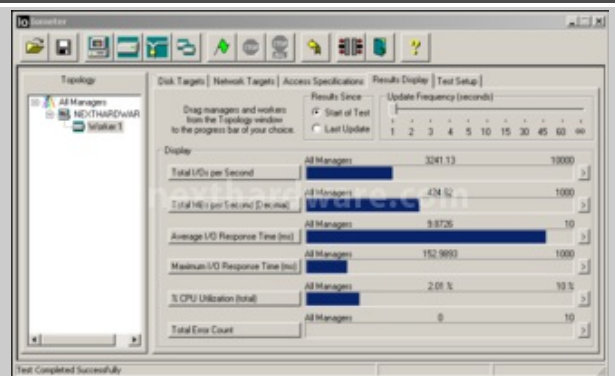 Iometer
Topology
All Managers
NEXTHARDWAR
Worker 1
Disk Targets
Network Targets
Access Specifications
Results Display
Test Setup
Drag managers and workers
from the Topology window
to the progress bar of your choice.
Results Since
Start of Test
Last Update
Update Frequency (seconds)
1 2 3 4 5 10 15 30 45 60 ∞
Display
Total I/Os per Second
All Managers 3241.13 10000
Total MBs per Second (Decimal)
All Managers 424.82 1000
Average I/O Response Time (ms)
All Managers 9.8726 10
Maximum I/O Response Time (ms)
All Managers 152.9893 1000
% CPU Utilization (total)
All Managers 2.01 % 10 %
Total Error Count
All Managers 0 10
nexthardware.com
Test Completed Successfully